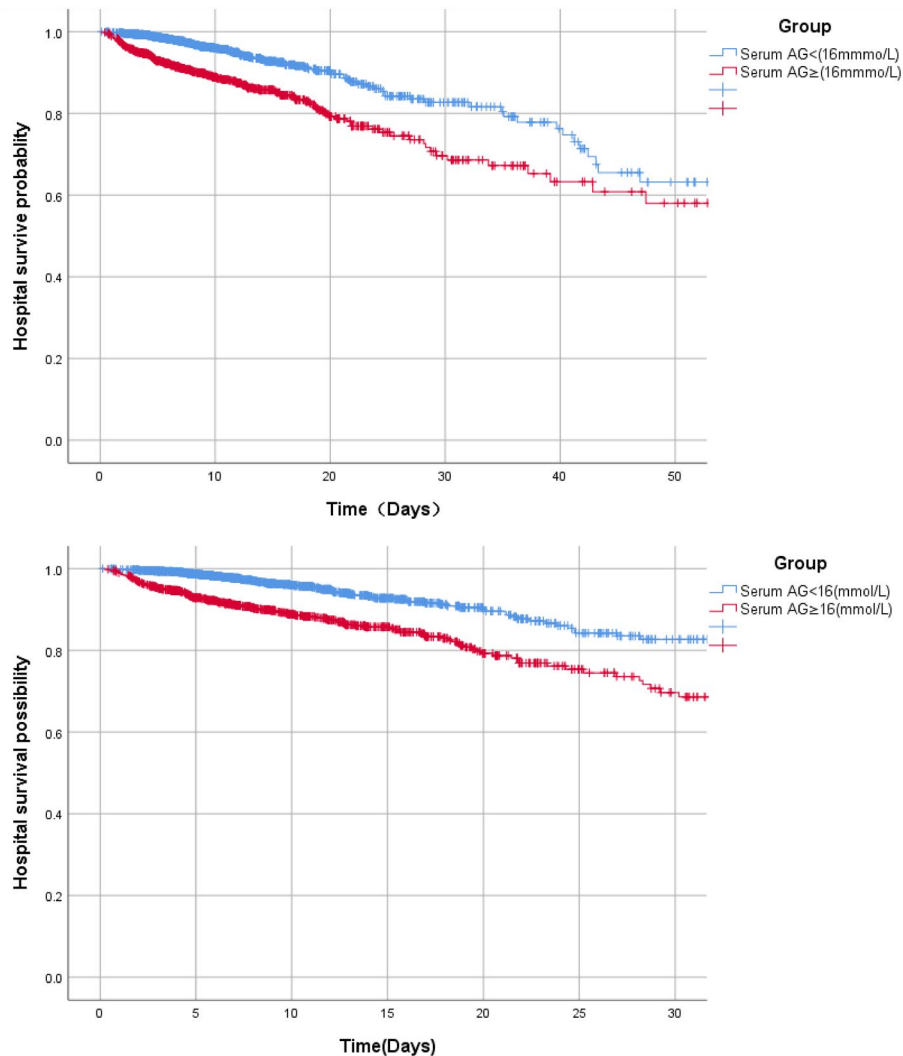 Group
Serum AG<(16mmmo/L)
Serum AG≥(16mmmo/L)
1.0
0.8
0.6
0.4
0.2
0.0
Hospital survive probablity
0 10 20 30 40 50
Time（Days）
Group
Serum AG<16(mmol/L)
Serum AG≥16(mmol/L)
1.0
0.8
0.6
0.4
0.2
0.0
Hospital survival possibility
0 5 10 15 20 25 30
Time(Days)